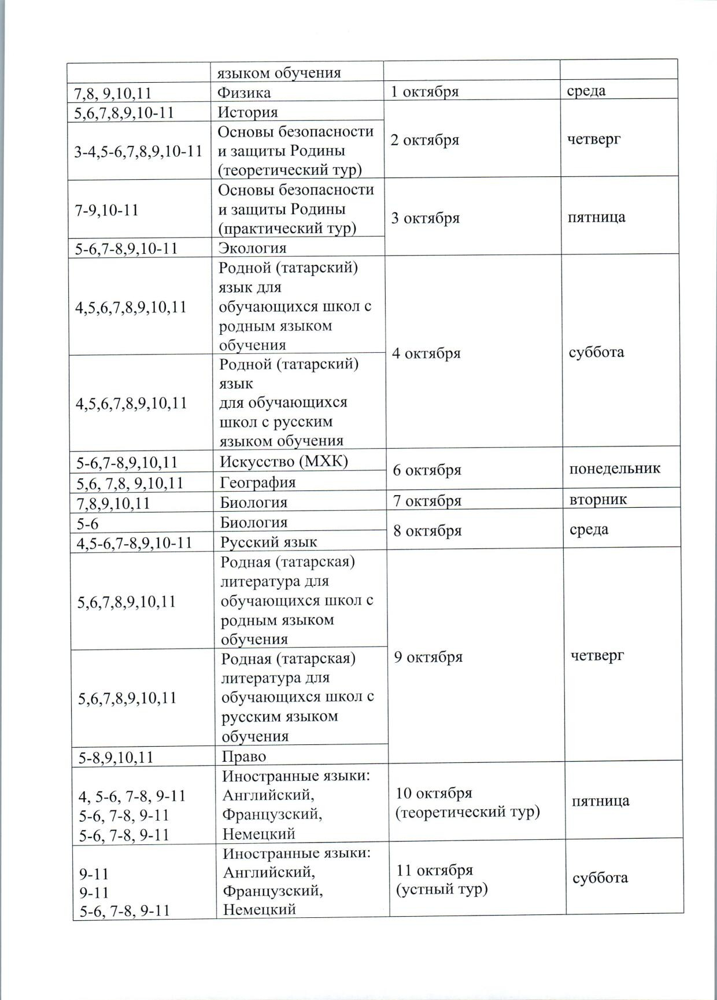 языком обучения
7,8, 9,10,11 Физика 1 октября среда
5,6,7,8,9,10-11 История
2 октября четверг
3-4,5-6,7,8,9,10-11
Основы безопасности
и защиты Родины
(теоретический тур)
7-9,10-11
Основы безопасности
и защиты Родины
(практический тур)
3 октября пятница
5-6,7-8,9,10-11 Экология
4,5,6,7,8,9,10,11
Родной (татарский)
язык для
обучающихся школ с
родным языком
обучения
4 октября суббота
4,5,6,7,8,9,10,11
Родной (татарский)
язык
для обучающихся
школ с русским
языком обучения
5-6,7-8,9,10,11 Искусство (МХК)
6 октября понедельник
5,6, 7,8, 9,10,11 География
7,8,9,10,11 Биология 7 октября вторник
5-6 Биология
8 октября среда
4,5-6,7-8,9,10-11 Русский язык
5,6,7,8,9,10,11
Родная (татарская)
литература для
обучающихся школ с
родным языком
обучения
9 октября четверг
5,6,7,8,9,10,11
Родная (татарская)
литература для
обучающихся школ с
русским языком
обучения
5-8,9,10,11 Право
Иностранные языки:
4, 5-6, 7-8, 9-11 Английский,
5-6, 7-8, 9-11 Французский,
5-6, 7-8, 9-11 Немецкий
10 октября
(теоретический тур)
пятница
Иностранные языки:
9-11 Английский,
9-11 Французский,
5-6, 7-8, 9-11 Немецкий
11 октября
(устный тур)
суббота